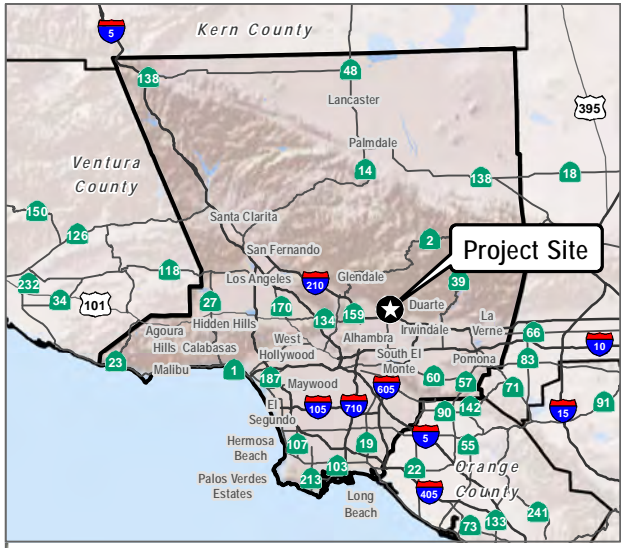 Kern County
5
138
48
395
Lancaster
Palmdale
Ventura
County
14
138
18
150
Santa Clarita
126
2
Project Site
San Fernando
118
Los Angeles
210
Glendale
39
232
34
101
27
170
134
159
Duarte
La
Verne
Hidden Hills
Irwindale
66
Agoura
Hills
Calabasas
West
Hollywood
Alhambra
10
23
Malibu
1
187
Maywood
South El
Monte
Pomona
83
605
60
57
71
El
Segundo
105
710
90
142
15
91
Hermosa
Beach
107
19
5
55
Palos Verdes
Estates
213
103
22
Orange
County
Long
Beach
405
73
133
241